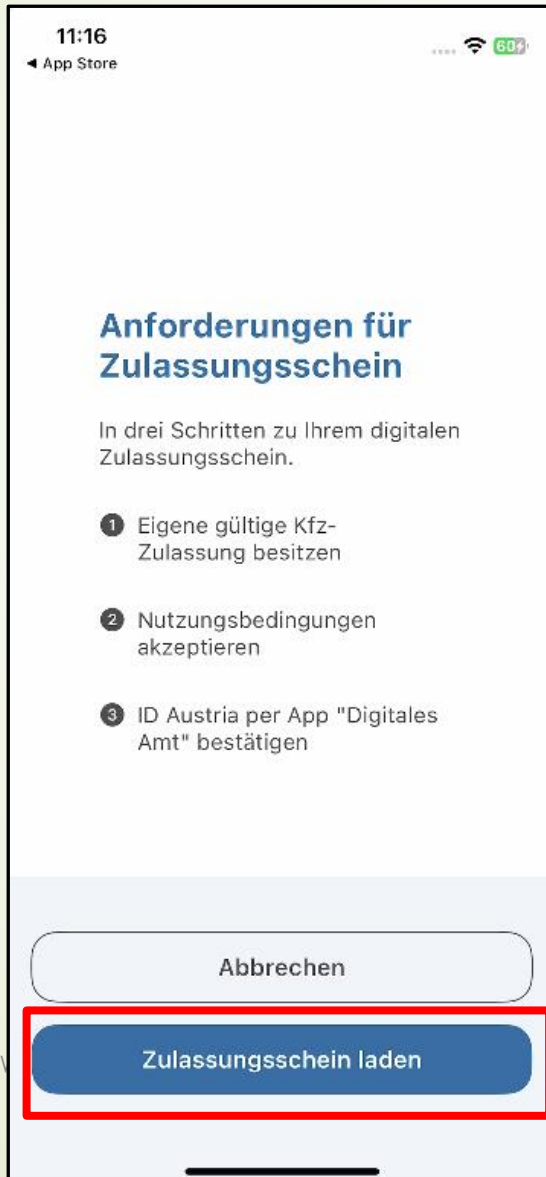 11:16
60
◀ App Store
Anforderungen für
Zulassungsschein
In drei Schritten zu Ihrem digitalen
Zulassungsschein.
1 Eigene gültige Kfz-
Zulassung besitzen
2 Nutzungsbedingungen
akzeptieren
3 ID Austria per App "Digitales
Amt" bestätigen
Abbrechen
Zulassungsschein laden